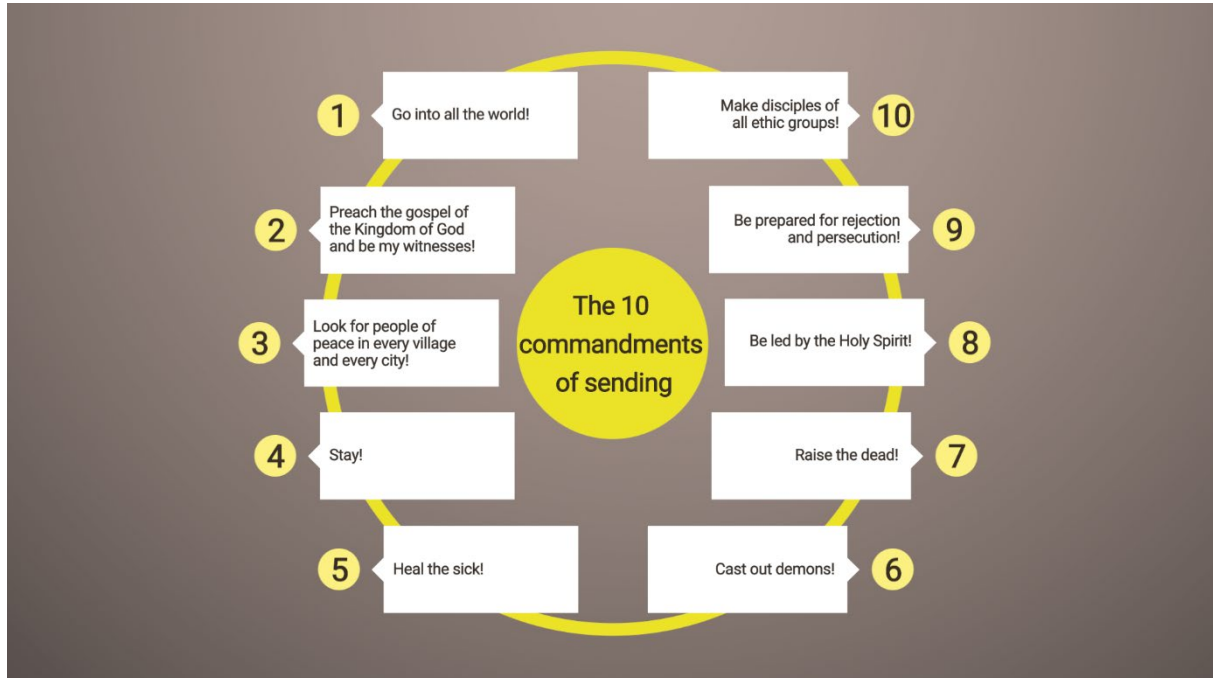 The 10
commandments
of sending
1
Go into all the world!
2
Preach the gospel of
the Kingdom of God
and be my witnesses!
3
Look for people of
peace in every village
and every city!
4
Stay!
5
Heal the sick!
6
Cast out demons!
7
Raise the dead!
8
Be led by the Holy Spirit!
9
Be prepared for rejection
and persecution!
10
Make disciples of
all ethic groups!